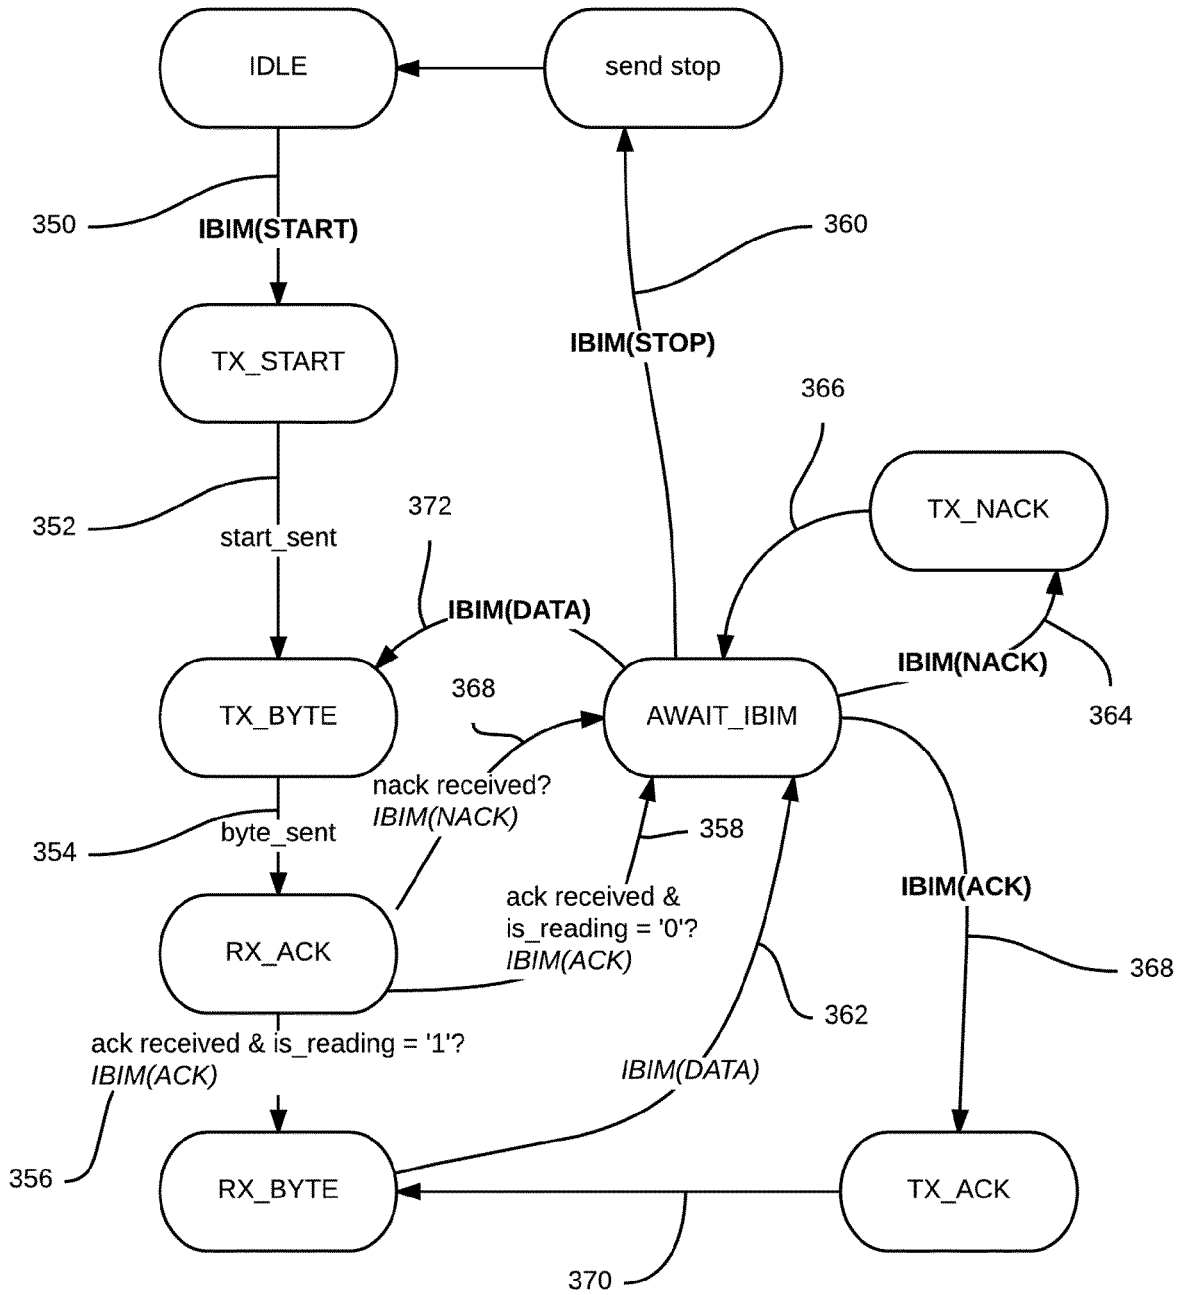 IDLE
send stop
350
IBIM(START)
360
IBIM(STOP)
TX_START
366
TX_NACK
352
start_sent
372
IBIM(DATA)
IBIM(NACK)
364
TX_BYTE
368
AWAIT_IBIM
nack received?
IBIM(NACK)
354
byte_sent
358
ack received &
is_reading = '0'?
IBIM(ACK)
IBIM(ACK)
368
RX_ACK
362
ack received & is_reading = '1'?
IBIM(ACK)
IBIM(DATA)
356
RX_BYTE
TX_ACK
370